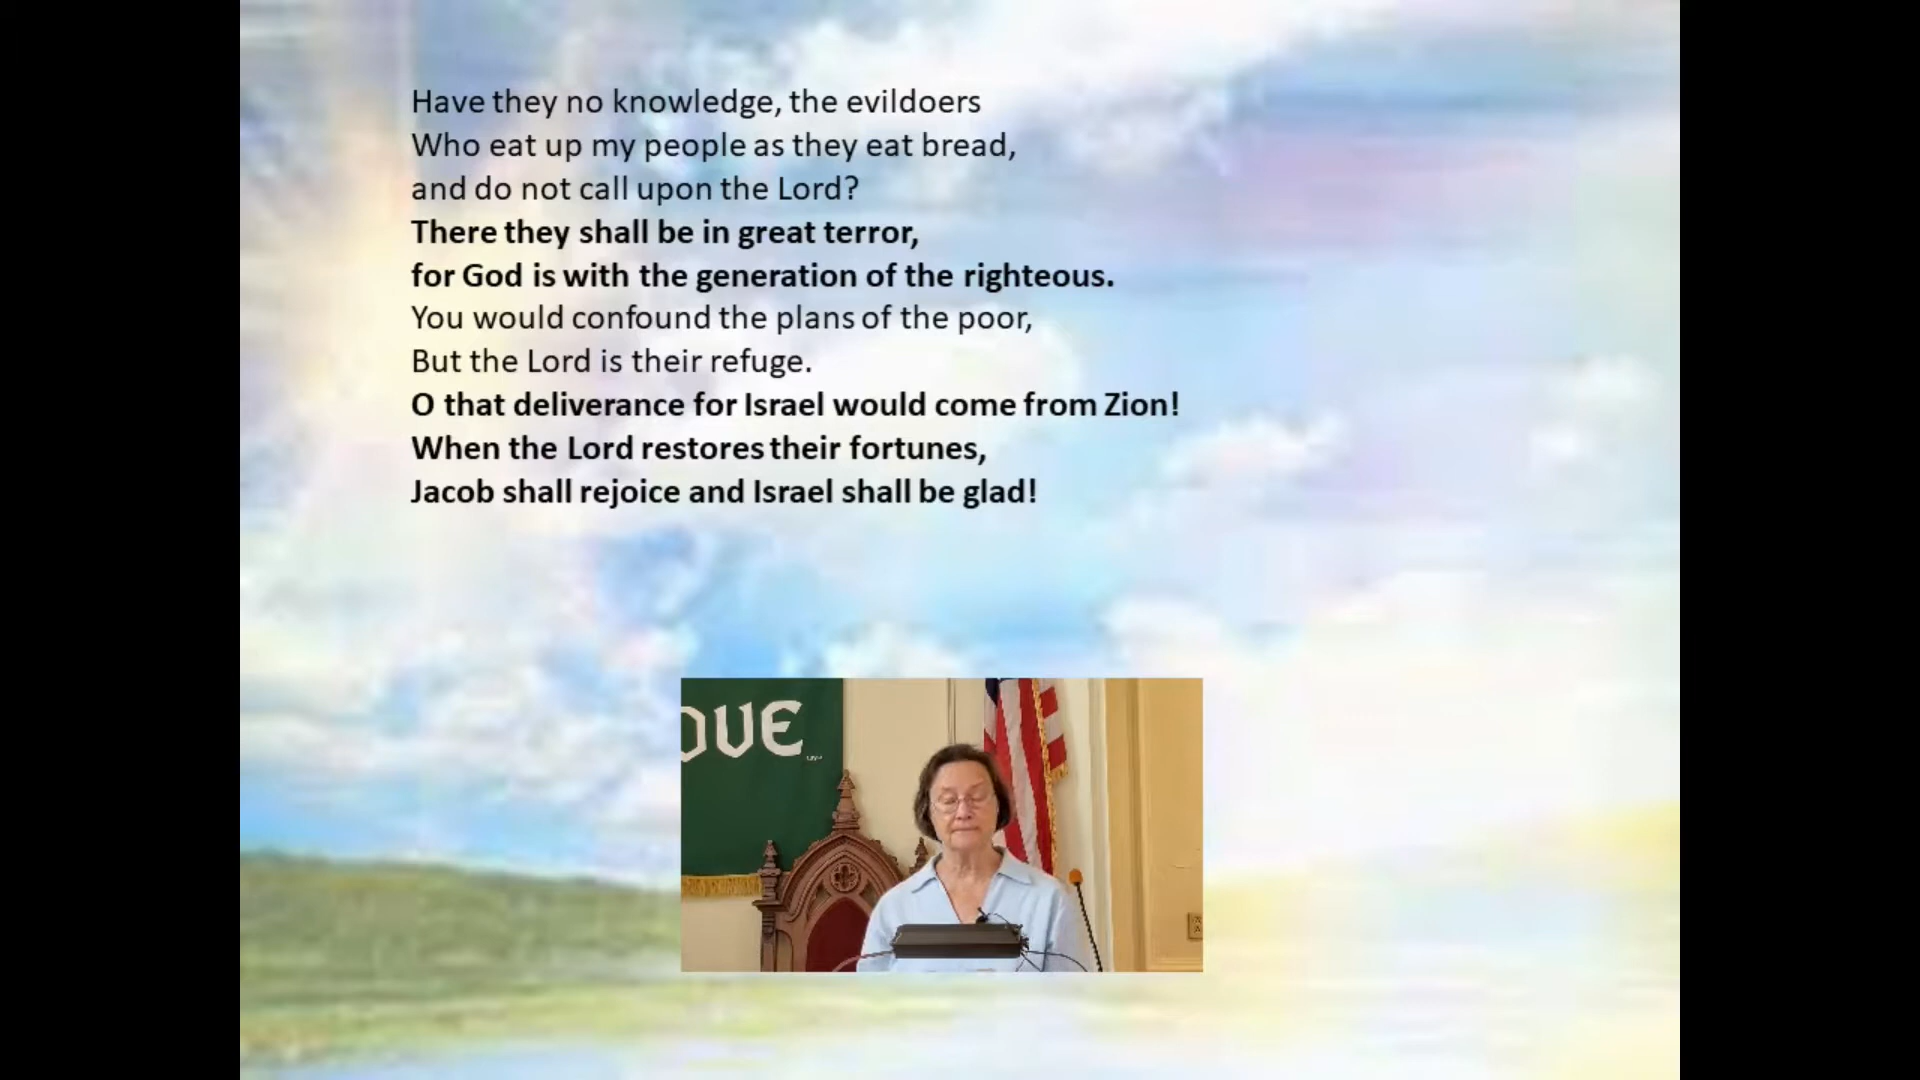 Have they no knowledge, the evildoers
Who eat up my people as they eat bread,
and do not call upon the Lord?
There they shall be in great terror,
for God is with the generation of the righteous.
You would confound the plans of the poor,
But the Lord is their refuge.
O that deliverance for Israel would come from Zion!
When the Lord restores their fortunes,
Jacob shall rejoice and Israel shall be glad!
OVE